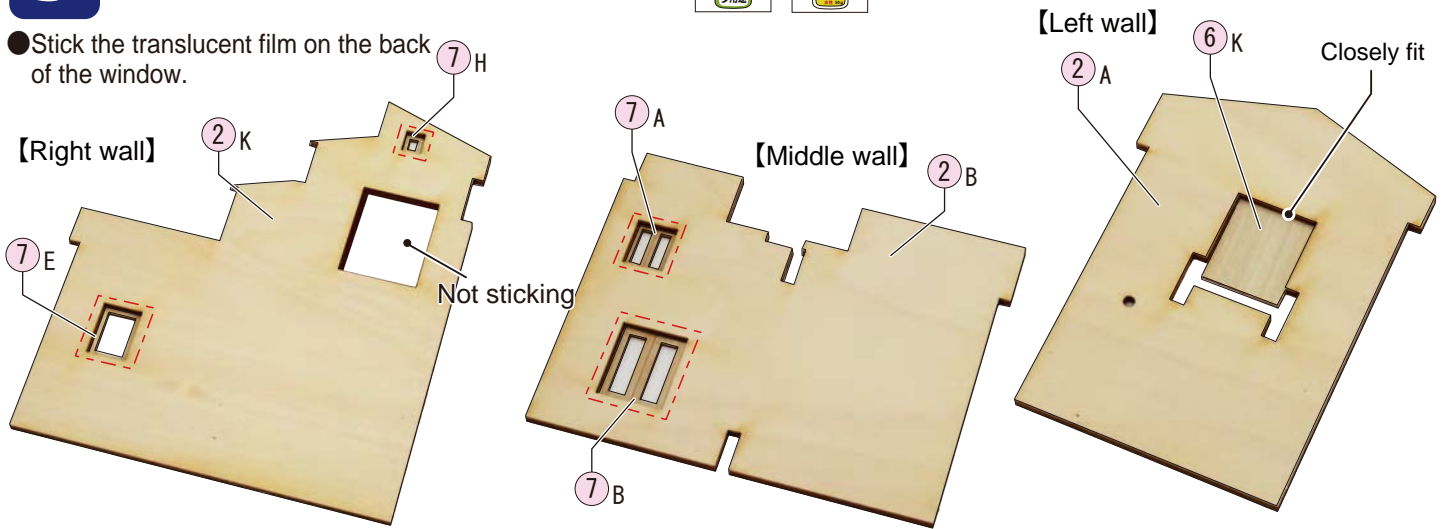 ●Stick the translucent film on the back
of the window.
【Right wall】
② K
⑦ H
⑦ E
Not sticking
【Middle wall】
⑦ A
② B
⑦ B
【Left wall】
② A
⑥ K
Closely fit